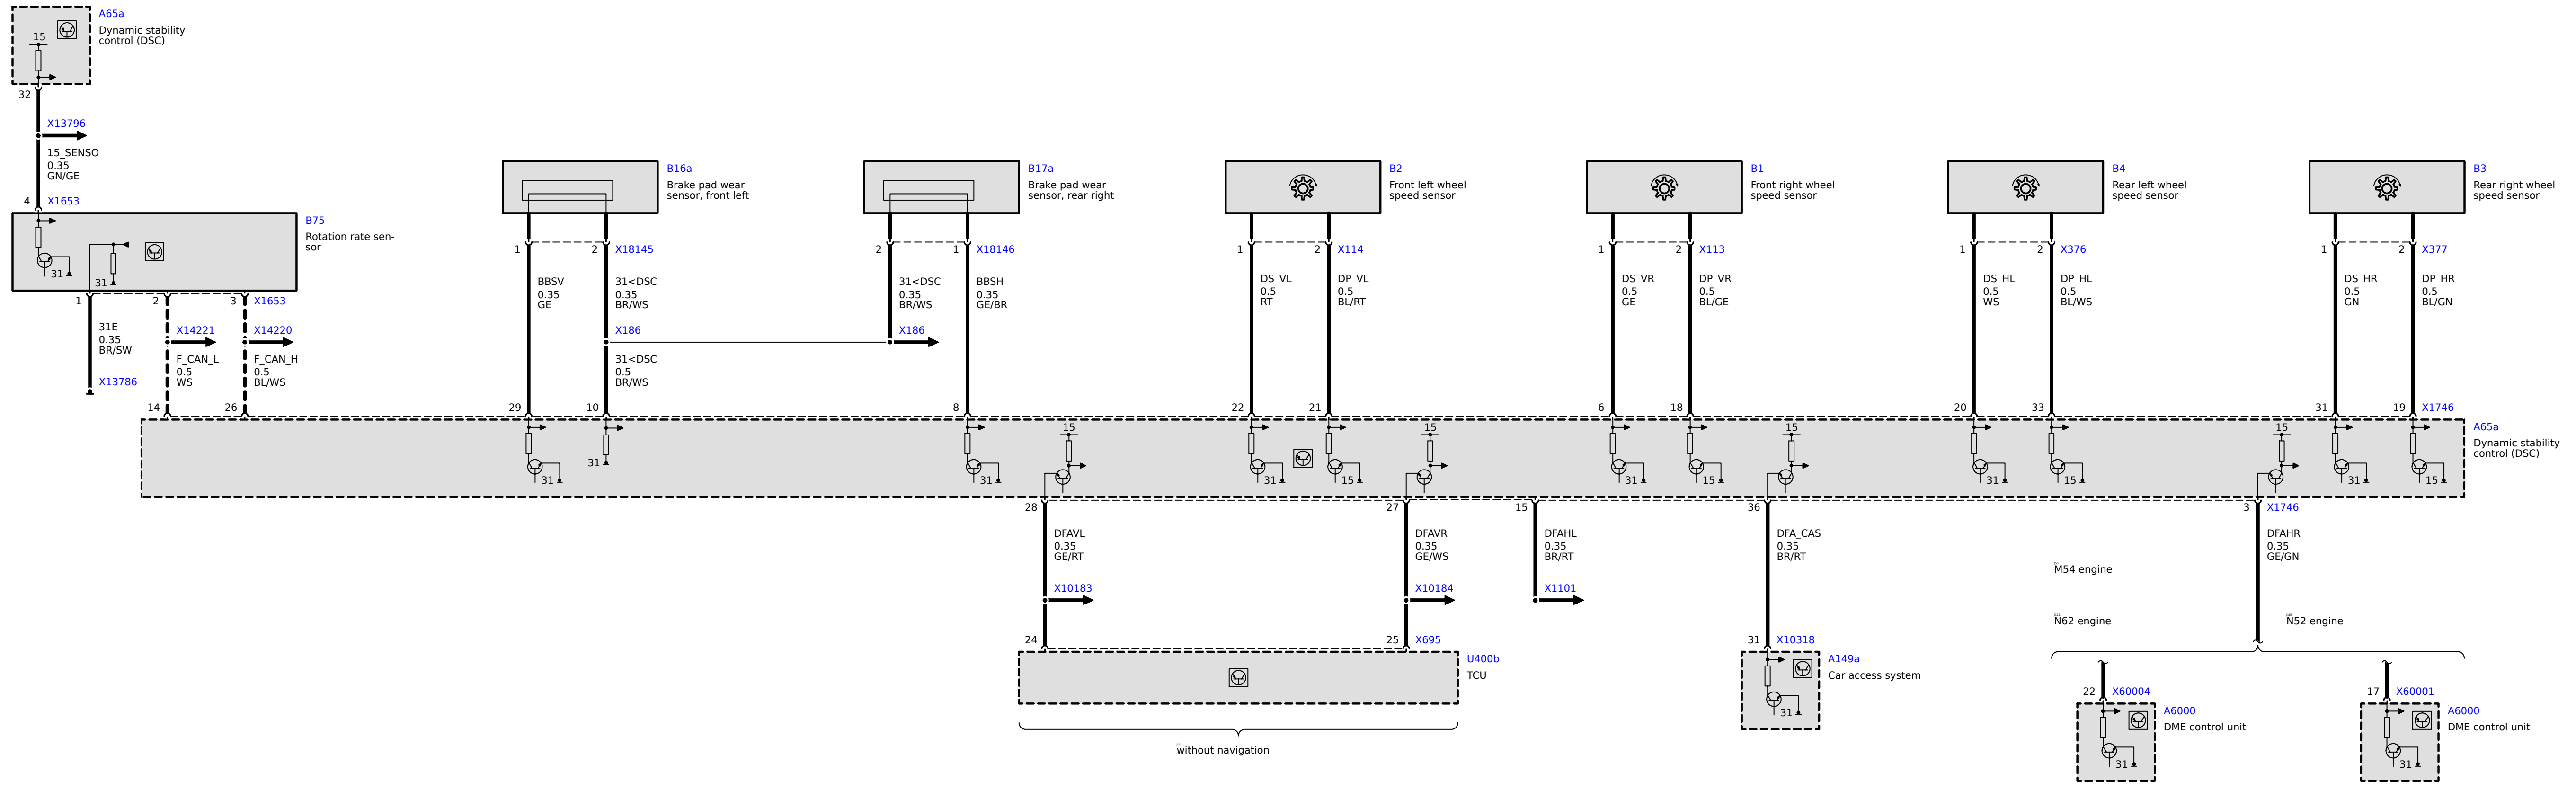 A65a
Dynamic stability
control (DSC)
15
32
X13796
15_SENSO
0.35
GN/GE
4
X1653
B75
Rotation rate sen-
sor
31
31
1
2
3
X1653
31E
0.35
BR/SW
X13786
X14221
F_CAN_L
0.5
WS
X14220
F_CAN_H
0.5
BL/WS
14
26
B16a
Brake pad wear
sensor, front left
1
2
X18145
BBSV
0.35
GE
31<DSC
0.35
BR/WS
X186
31<DSC
0.5
BR/WS
29
10
B17a
Brake pad wear
sensor, rear right
2
1
X18146
31<DSC
0.35
BR/WS
BBSH
0.35
GE/BR
X186
8
B2
Front left wheel
speed sensor
1
2
X114
DS_VL
0.5
RT
DP_VL
0.5
BL/RT
22
21
B1
Front right wheel
speed sensor
1
2
X113
DS_VR
0.5
GE
DP_VR
0.5
BL/GE
6
18
B4
Rear left wheel
speed sensor
1
2
X376
DS_HL
0.5
WS
DP_HL
0.5
BL/WS
20
33
B3
Rear right wheel
speed sensor
1
2
X377
DS_HR
0.5
GN
DP_HR
0.5
BL/GN
31
19
X1746
A65a
Dynamic stability
control (DSC)
31
31
31
15
31
15
15
31
15
15
31
15
15
31
15
28
27
15
36
3
X1746
DFAVL
0.35
GE/RT
X10183
24
DFAVR
0.35
GE/WS
X10184
25
X695
U400b
TCU
without navigation
DFAHL
0.35
BR/RT
X1101
DFA_CAS
0.35
BR/RT
31
X10318
A149a
Car access system
31
DFAHR
0.35
GE/GN
M54 engine
N62 engine
N52 engine
22
X60004
A6000
DME control unit
31
17
X60001
A6000
DME control unit
31